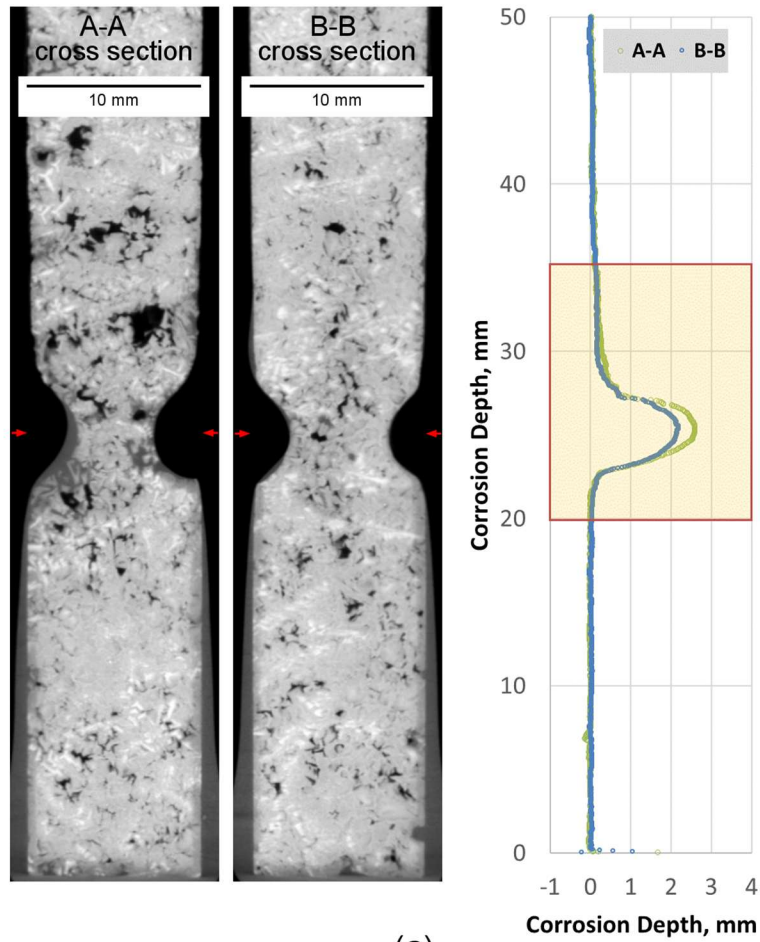 A-A
cross section
10 mm
B-B
cross section
10 mm
A-A B-B
50
40
30
20
10
0
Corrosion Depth, mm
-1 0 1 2 3 4
Corrosion Depth, mm